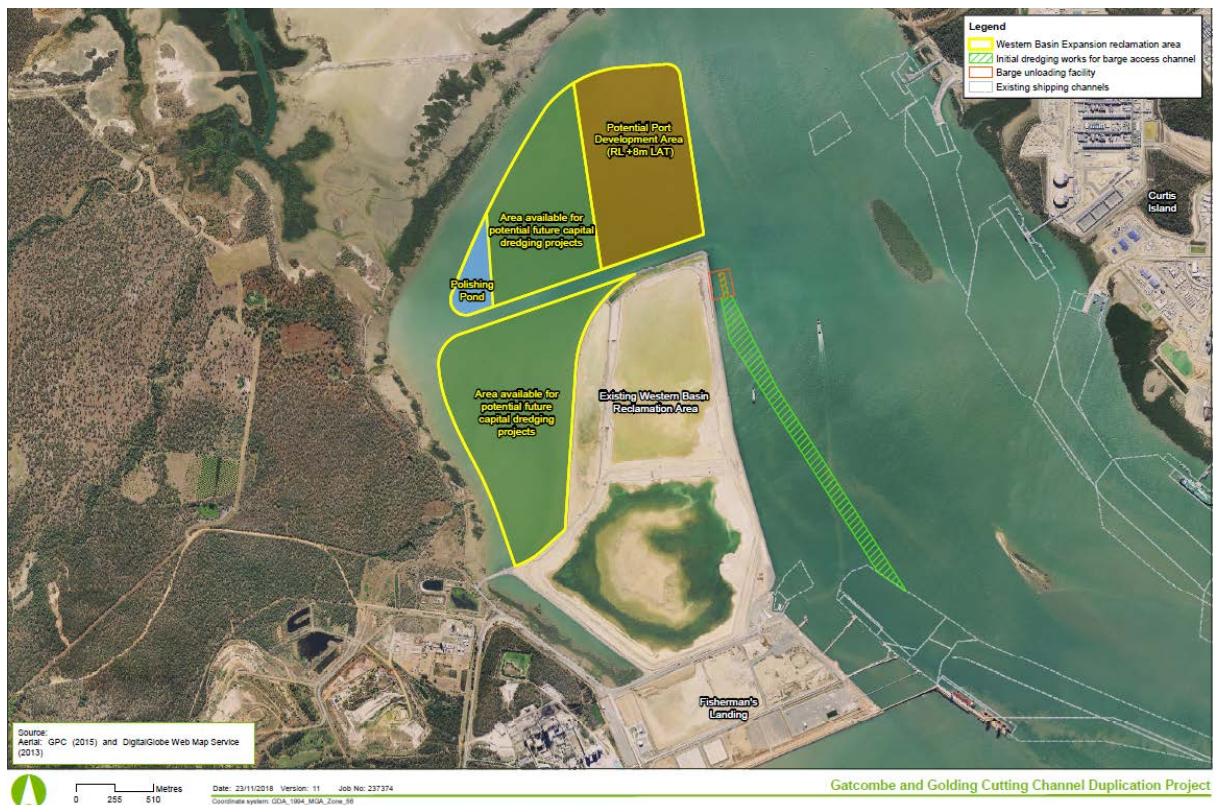 Legend
Western Basin Expansion reclamation area
Initial dredging works for barge access channel
Barge unloading facility
Existing shipping channels
Potential Port
Development Area
(RL +8m LAT)
Curtis
Island
Area available for
potential future capital
dredging projects
Polishing
Pond
Area available for
potential future
capital dredging
projects
Existing Western Basin
Reclamation Area
Fisherman's
Landing
Source:
Aerial: GPC (2015) and DigitalGlobe Web Map Service
(2013)
Metres
0 255 510
Date: 23/11/2018 Version: 11 Job No: 237374
Coordinate system: GDA_1994_MGA_Zone_56
Gatcombe and Golding Cutting Channel Duplication Project